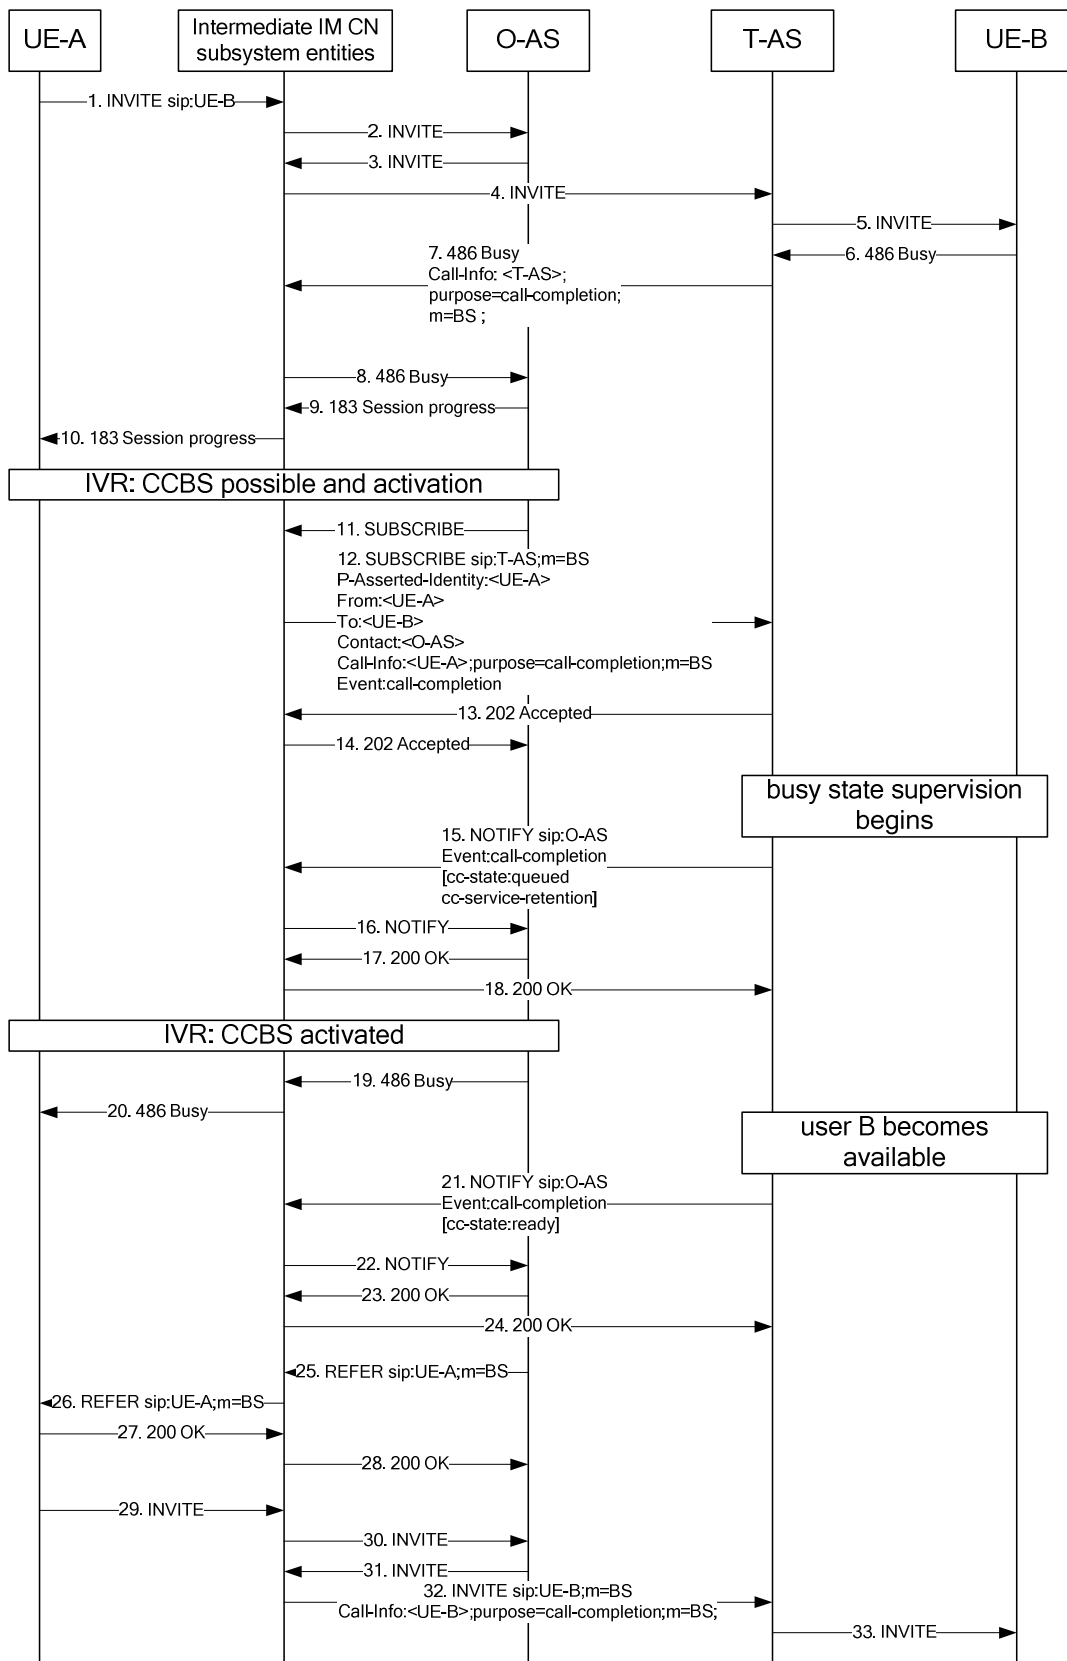 UE-A
Intermediate IM CN
subsystem entities
O-AS
T-AS
UE-B
1. INVITE sip:UE-B
2. INVITE
3. INVITE
4. INVITE
5. INVITE
6. 486 Busy
7. 486 Busy
Call-Info: <T-AS>;
purpose=call-completion;
m=BS ;
8. 486 Busy
9. 183 Session progress
10. 183 Session progress
IVR: CCBS possible and activation
11. SUBSCRIBE
12. SUBSCRIBE sip:T-AS;m=BS
P-Asserted-Identity:<UE-A>
From:<UE-A>
To:<UE-B>
Contact:<O-AS>
Call-Info:<UE-A>;purpose=call-completion;m=BS
Event:call-completion
13. 202 Accepted
14. 202 Accepted
busy state supervision
begins
15. NOTIFY sip:O-AS
Event:call-completion
[cc-state:queued
cc-service-retention]
16. NOTIFY
17. 200 OK
18. 200 OK
IVR: CCBS activated
19. 486 Busy
20. 486 Busy
user B becomes
available
21. NOTIFY sip:O-AS
Event:call-completion
[cc-state:ready]
22. NOTIFY
23. 200 OK
24. 200 OK
25. REFER sip:UE-A;m=BS
26. REFER sip:UE-A;m=BS
27. 200 OK
28. 200 OK
29. INVITE
30. INVITE
31. INVITE
32. INVITE sip:UE-B;m=BS
Call-Info:<UE-B>;purpose=call-completion;m=BS;
33. INVITE